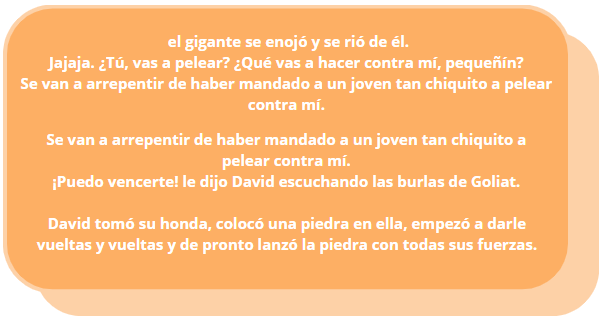 el gigante se enojó y se rió de él.
Jajaja. ¿Tú, vas a pelear? ¿Qué vas a hacer contra mí, pequeñín?
Se van a arrepentir de haber mandado a un joven tan chiquito a pelear
contra mí.
Se van a arrepentir de haber mandado a un joven tan chiquito a
pelear contra mí.
¡Puedo vencerte! le dijo David escuchando las burlas de Goliat.
David tomó su honda, colocó una piedra en ella, empezó a darle
vueltas y vueltas y de pronto lanzó la piedra con todas sus fuerzas.